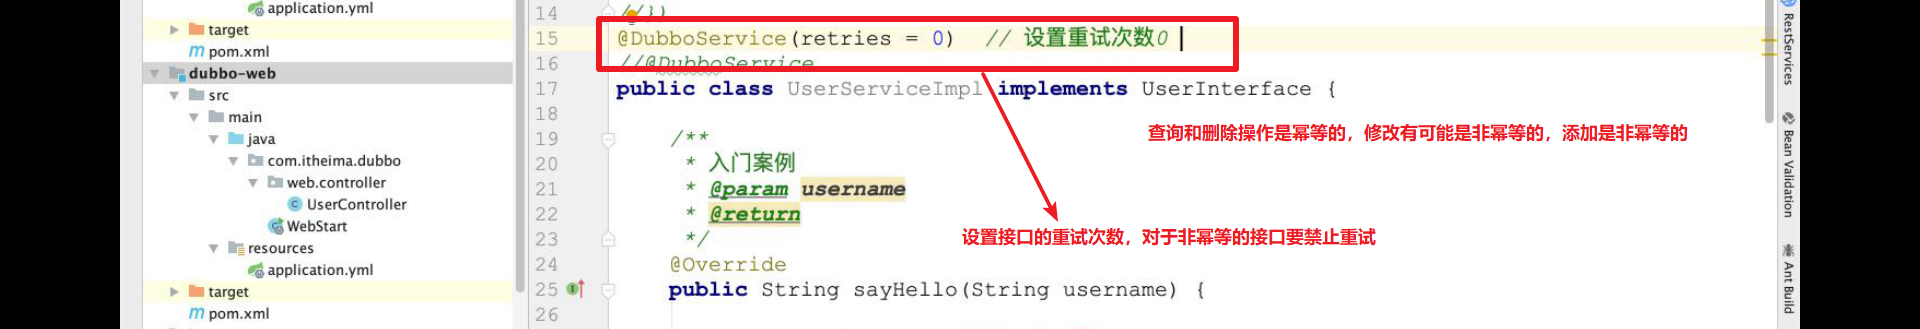 application.yml
target
pom.xml
dubbo-web
src
main
java
com.itheima.dubbo
web.controller
UserController
WebStart
resources
application.yml
target
pom.xml
14 //})
15 @DubboService(retries = 0) // 设置重试次数0
16 //@DubboService
17 public class UserServiceImpl implements UserInterface {
18
19 /**
20 * 入门案例
21 * @param username
22 * @return
23 */
24 @Override
25 public String sayHello(String username) {
26
查询和删除操作是幂等的，修改有可能是非幂等的，添加是非幂等的
设置接口的重试次数，对于非幂等的接口要禁止重试
RestServices
Bean Validation
Ant Build